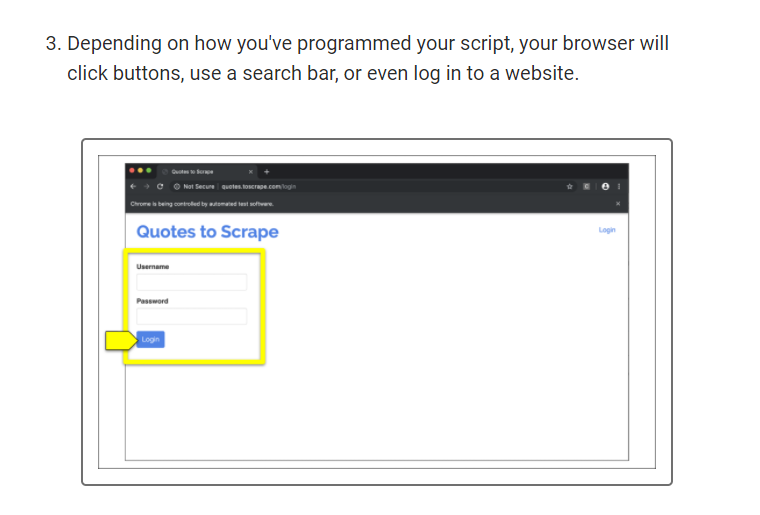 3. Depending on how you've programmed your script, your browser will
click buttons, use a search bar, or even log in to a website.
Quotes to Scrape
Not Secure quotes.toscrape.com/login
Chrome is being controlled by automated test software.
Quotes to Scrape
Login
Username
Password
Login